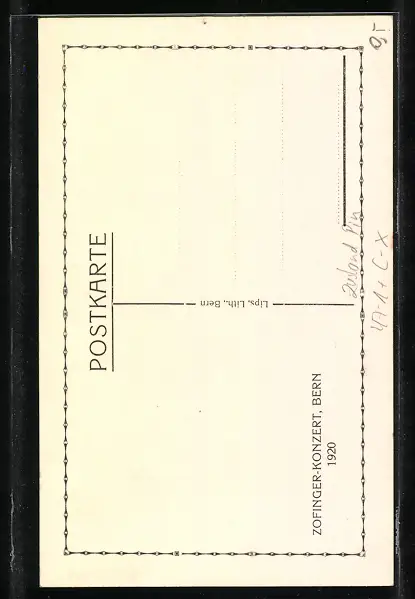 POSTKARTE
Lips, Lith., Bern
ZOFINGER-KONZERT, BERN
1920